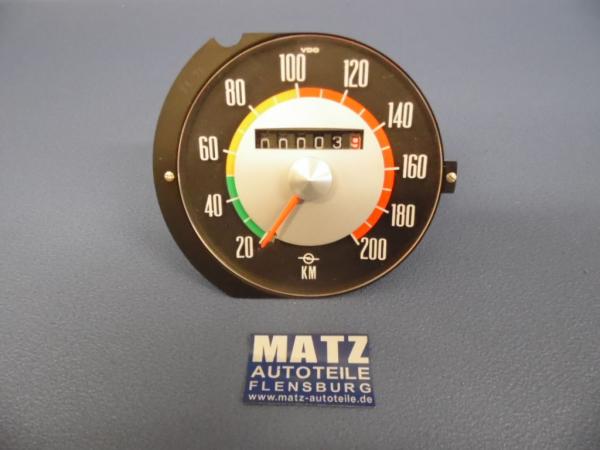 VDO
20
40
60
80
100
120
140
160
180
200
00003
KM
MATZ
AUTOTEILE
FLENSBURG
www.matz-autoteile.de